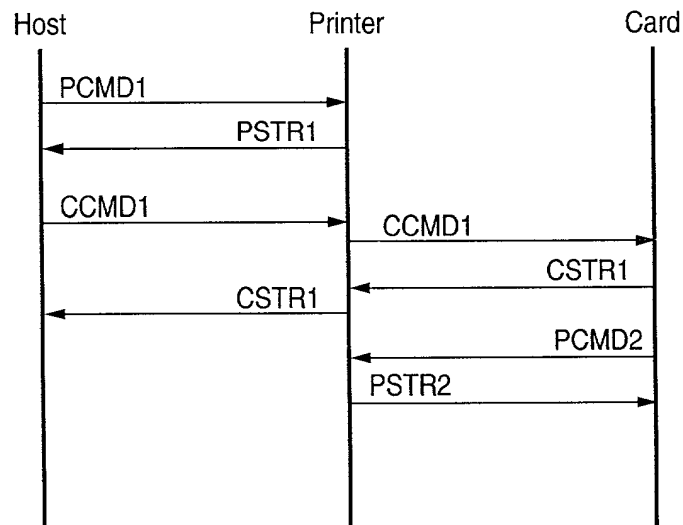 Host Printer Card
PCMD1
PSTR1
CCMD1
CCMD1
CSTR1
CSTR1
PCMD2
PSTR2